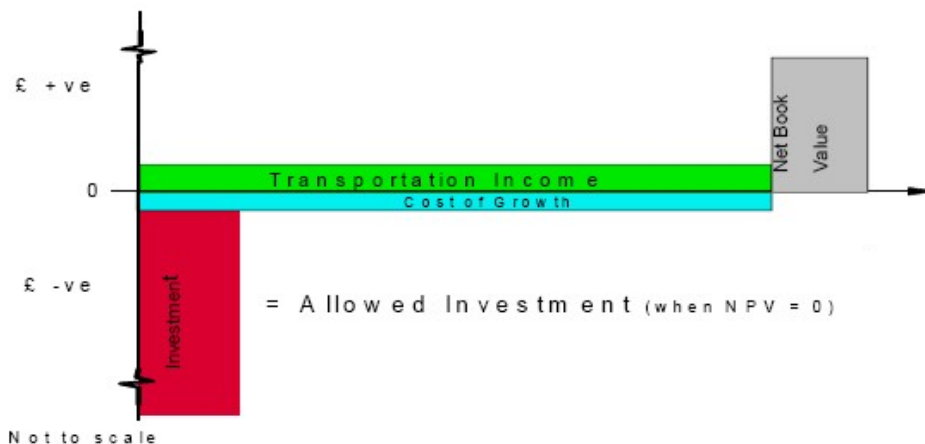 £ +ve
Net Book
Value
Transportation Income
0
Cost of Growth
£ -ve
Investment
= Allowed Investment (when NPV = 0)
Not to scale